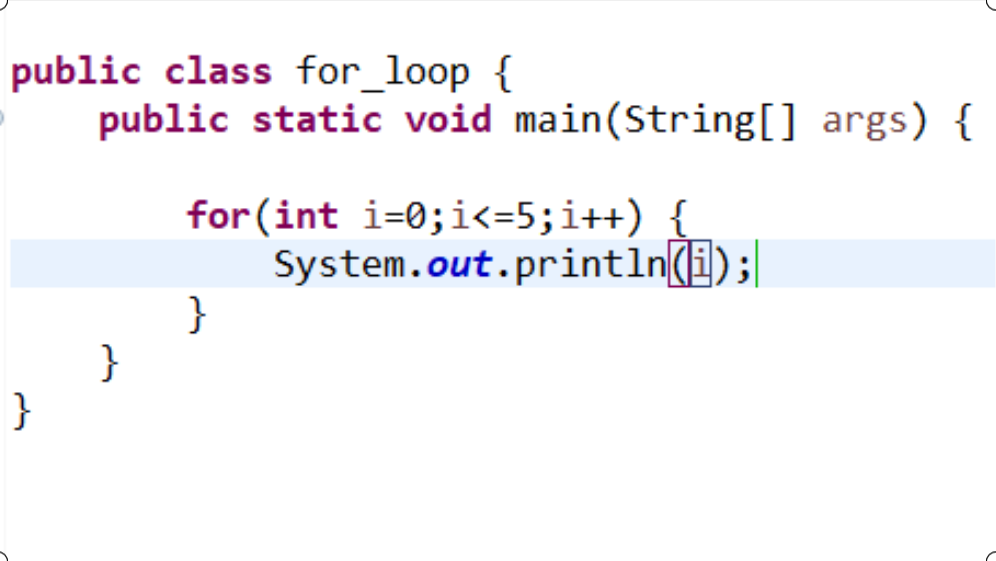 public class for_loop {
    public static void main(String[] args) {
        for(int i=0;i<=5;i++) {
            System.out.println(i);
        }
    }
}